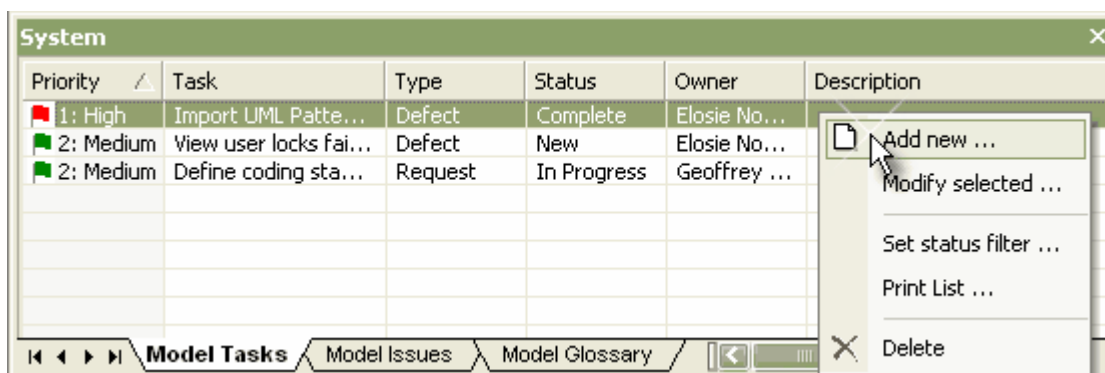 System
Priority Task Type Status Owner Description
1: High Import UML Patte... Defect Complete Elosie No...
2: Medium View user locks fai... Defect New Elosie No...
2: Medium Define coding sta... Request In Progress Geoffrey ...
Add new ...
Modify selected ...
Set status filter ...
Print List ...
Delete
Model Tasks Model Issues Model Glossary